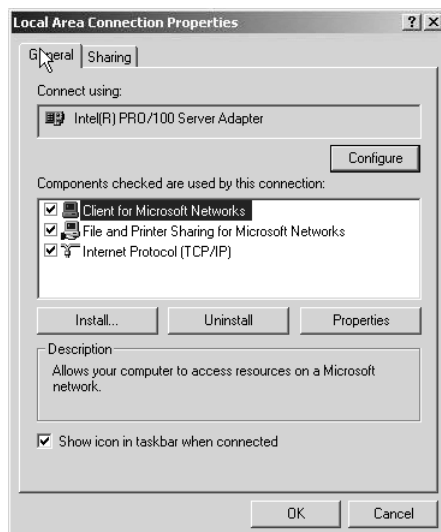 Local Area Connection Properties
General Sharing
Connect using:
Intel(R) PRO/100 Server Adapter
Configure
Components checked are used by this connection:
Client for Microsoft Networks
File and Printer Sharing for Microsoft Networks
Internet Protocol (TCP/IP)
Install... Uninstall Properties
Description
Allows your computer to access resources on a Microsoft
network.
Show icon in taskbar when connected
OK Cancel